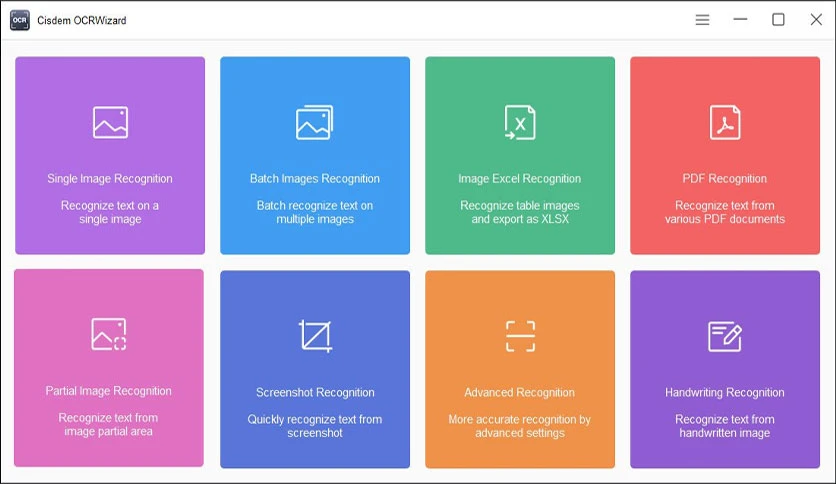 OCR Cisdem OCRWizard
Single Image Recognition
Recognize text on a
single image
Batch Images Recognition
Batch recognize text on
multiple images
X
Image Excel Recognition
Recognize table images
and export as XLSX
PDF Recognition
Recognize text from
various PDF documents
Partial Image Recognition
Recognize text from
image partial area
Screenshot Recognition
Quickly recognize text from
screenshot
Advanced Recognition
More accurate recognition by
advanced settings
Handwriting Recognition
Recognize text from
handwritten image